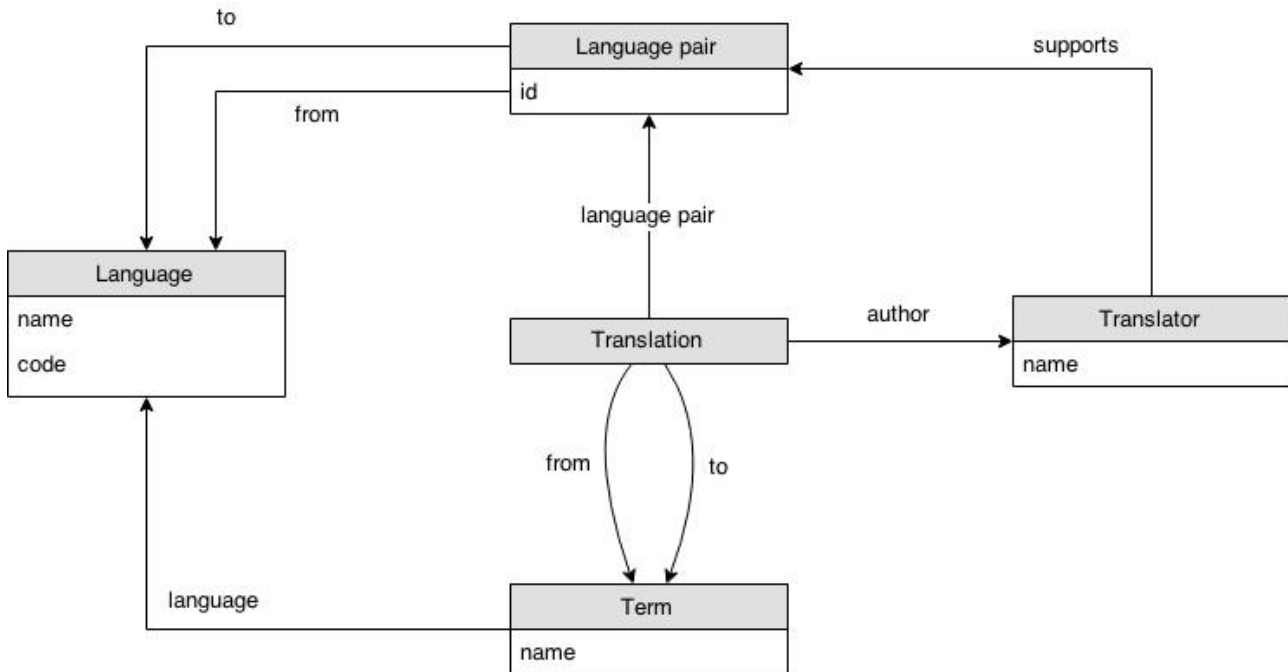 to
Language pair
supports
id
from
language pair
Language
name
code
author
Translation
Translator
name
from
to
language
Term
name